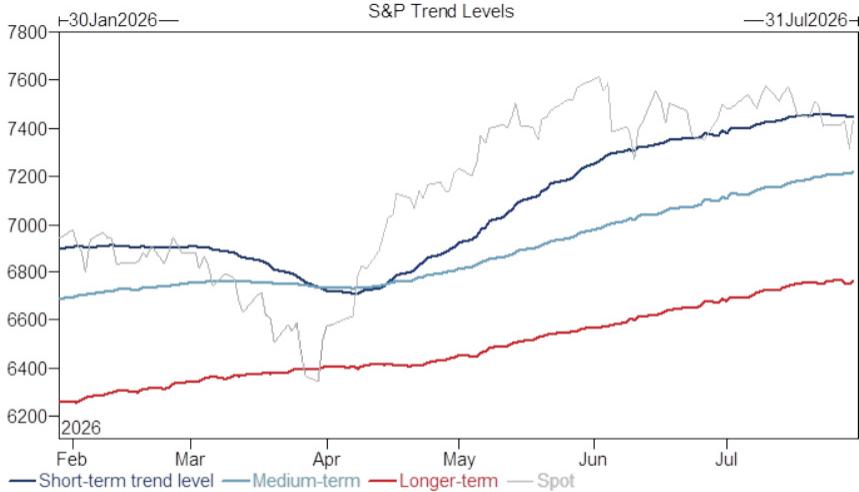 S&P Trend Levels
30Jan2026
31Jul2026
7800
7600
7400
7200
7000
6800
6600
6400
6200
2026
Feb Mar Apr May Jun Jul
Short-term trend level Medium-term Longer-term Spot